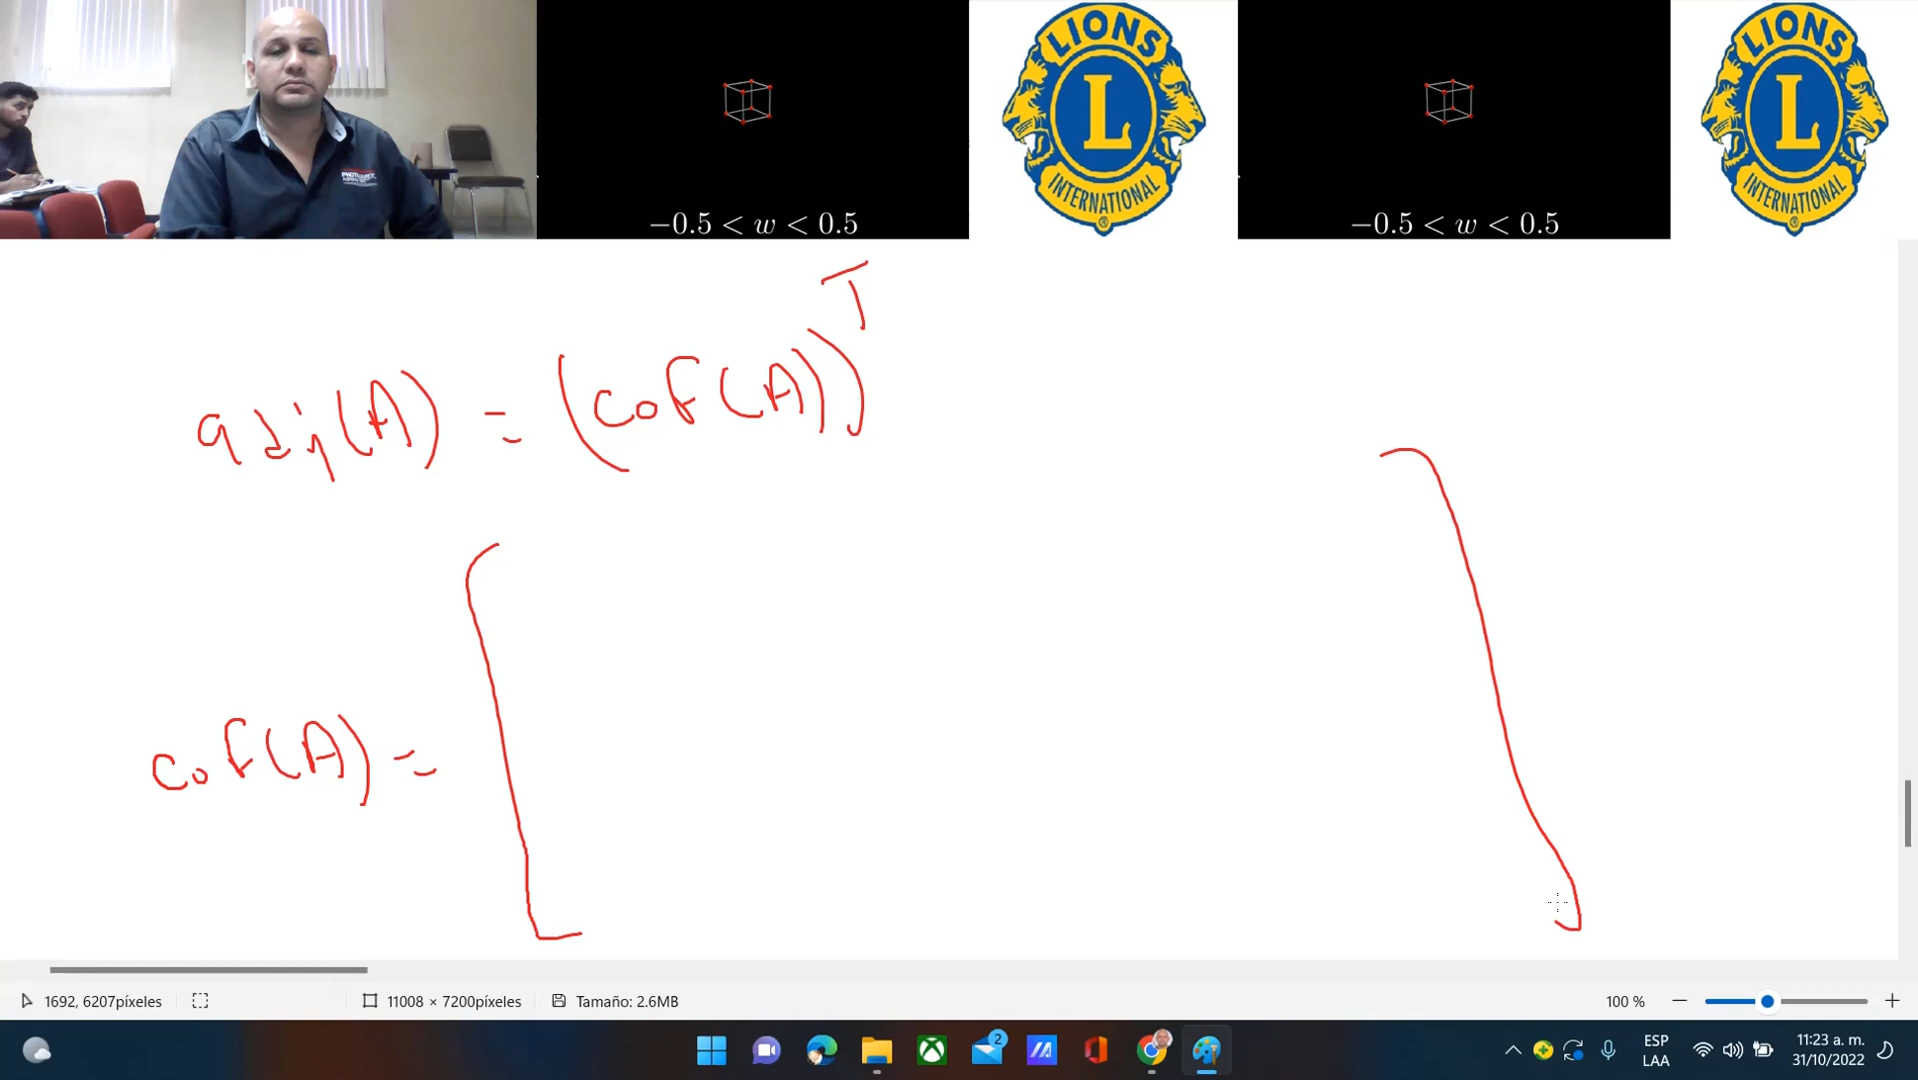 LIONS
L
INTERNATIONAL
®
LIONS
L
INTERNATIONAL
®
−0.5 < w < 0.5
−0.5 < w < 0.5
adj(A) = (cof(A))ᵀ
cof(A) =
1692, 6207píxeles
11008 × 7200píxeles
Tamaño: 2.6MB
100 %
2
ESP
LAA
11:23 a. m.
31/10/2022